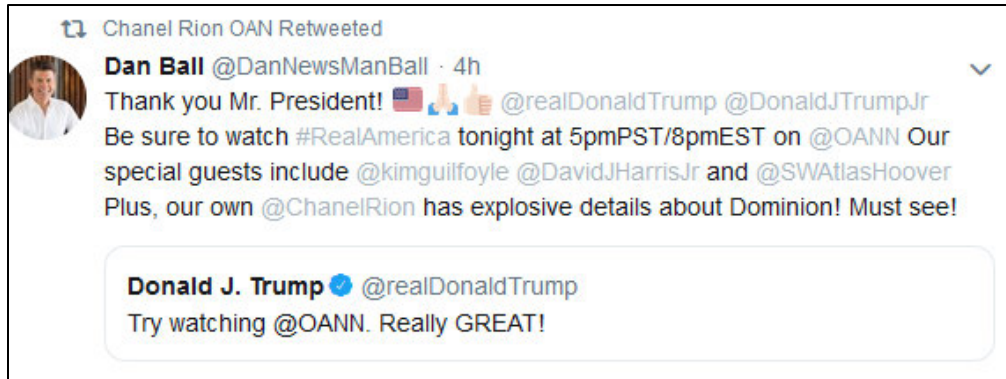 Chanel Rion OAN Retweeted
Dan Ball @DanNewsManBall · 4h
Thank you Mr. President! 🇺🇸🙏🏻👍🏻 @realDonaldTrump @DonaldJTrumpJr
Be sure to watch #RealAmerica tonight at 5pmPST/8pmEST on @OANN Our
special guests include @kimguilfoyle @DavidJHarrisJr and @SWAtlasHoover
Plus, our own @ChanelRion has explosive details about Dominion! Must see!
Donald J. Trump @realDonaldTrump
Try watching @OANN. Really GREAT!